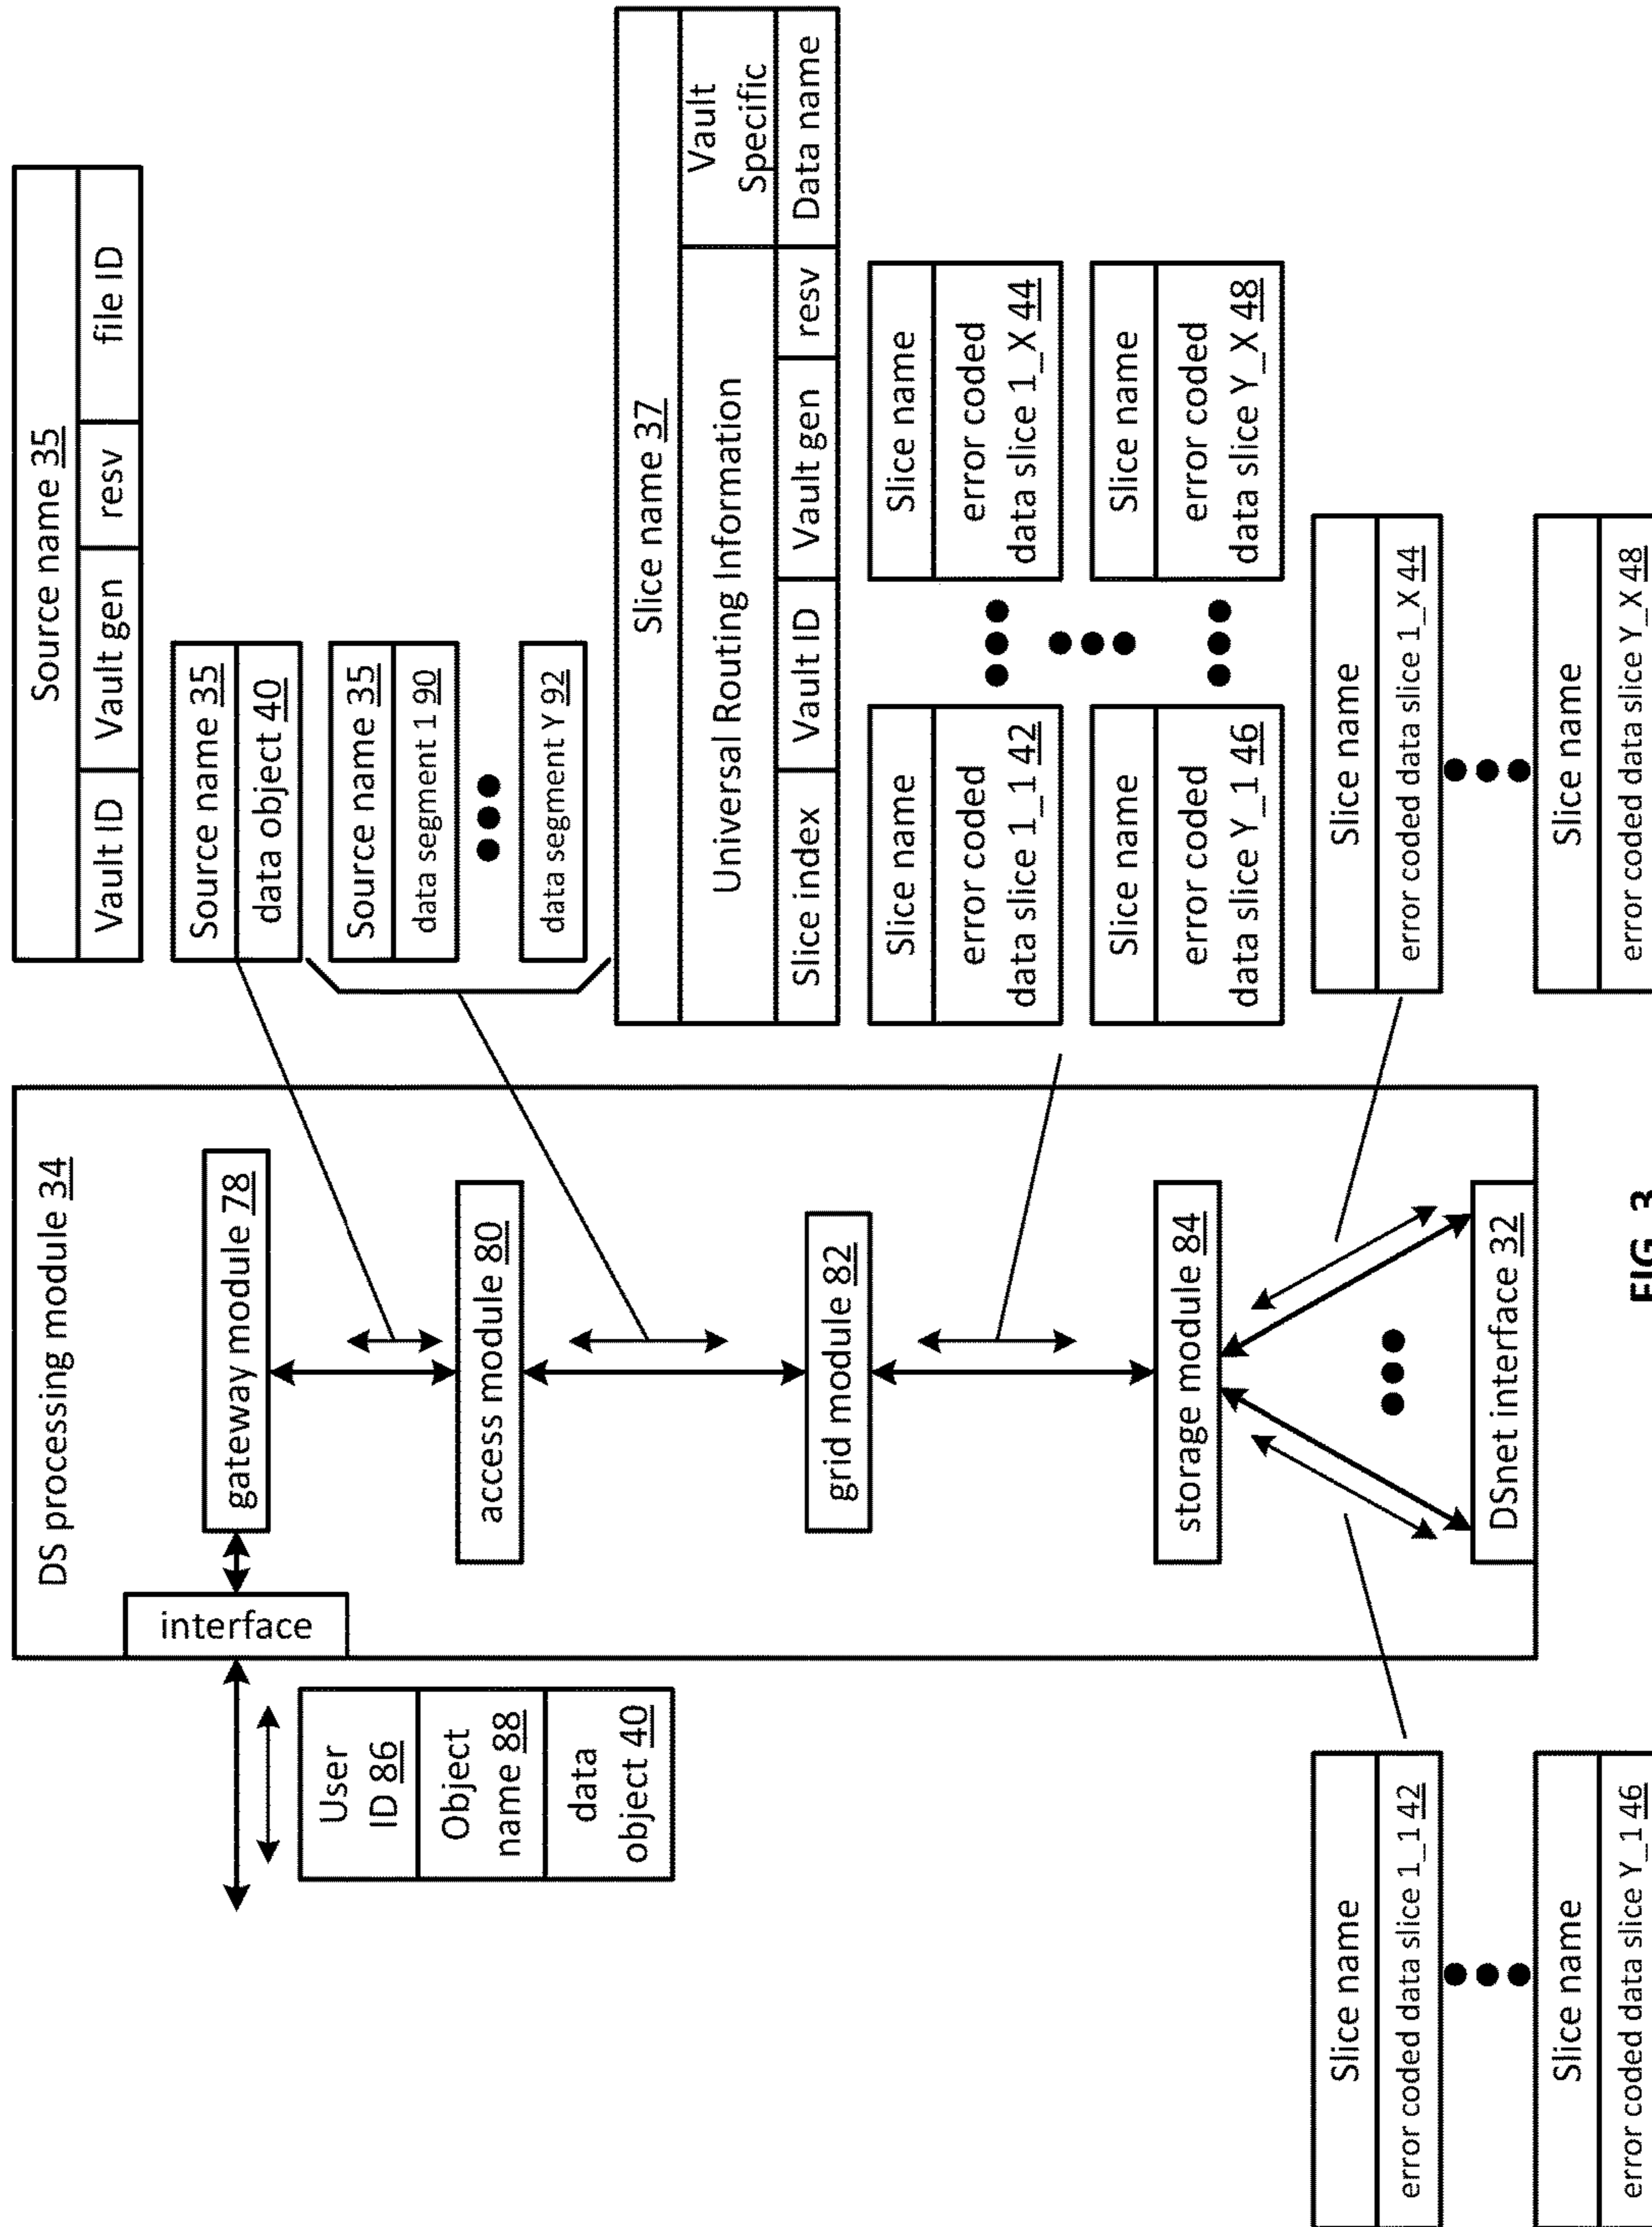 DS processing module 34
interface
gateway module 78
access module 80
grid module 82
storage module 84
DSnet interface 32
User
ID 86
Object
name 88
data
object 40
Source name 35
Vault ID
Vault gen
resv
file ID
Source name 35
data object 40
Source name 35
data segment 1 90
data segment Y 92
Slice name 37
Universal Routing Information
Vault
Specific
Slice index
Vault ID
Vault gen
resv
Data name
Slice name
error coded
data slice 1_1 42
Slice name
error coded
data slice 1_X 44
Slice name
error coded
data slice Y_1 46
Slice name
error coded
data slice Y_X 48
Slice name
error coded data slice 1_1 42
Slice name
error coded data slice Y_1 46
Slice name
error coded data slice 1_X 44
Slice name
error coded data slice Y_X 48
FIG. 3